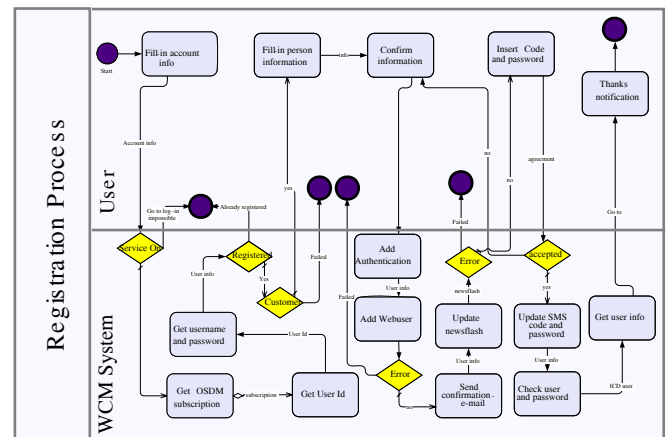 Registration Process
User
WCM System
Start
Fill-in account
info
Fill-in person
information
info
Confirm
information
Insert Code
and password
Thanks
notification
Account info
no
no
agreement
yes
Go to log -in
impossible
Already registered
Failed
Failed
Failed
Go to
Service On
Registered
User info
Yes
Customer
Add
Authentication
User info
Add Webuser
Error
newsflash
accepted
yes
Get username
and password
User Id
Update
newsflash
User info
Update SMS
code and
password
User info
Get user info
Get OSDM
subscription
subscription
Get User Id
Error
no
Send
confirmation -
e-mail
Check user
and password
ICD user